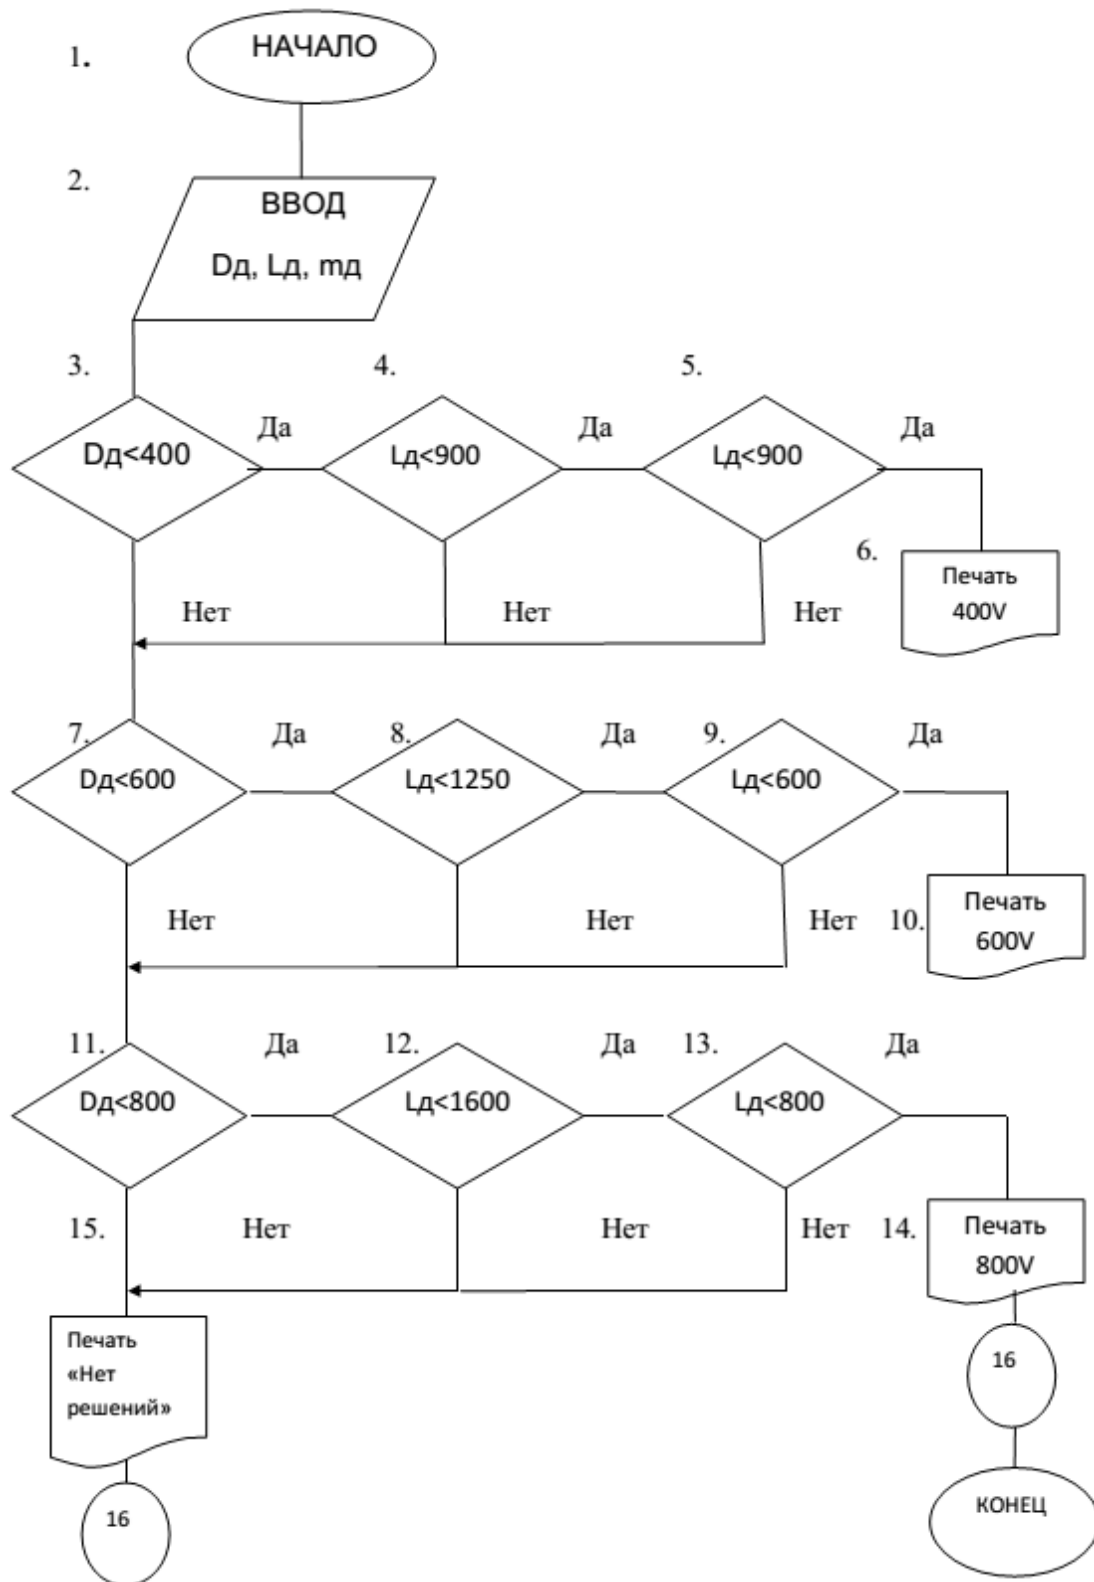 1.
НАЧАЛО
2.
ВВОД
Dд, Lд, mд
3.
4.
5.
Dд<400
Да
Lд<900
Да
Lд<900
Да
6.
Печать
400V
Нет
Нет
Нет
7.
Dд<600
Да
8.
Lд<1250
Да
9.
Lд<600
Да
Нет
Нет
Нет
10.
Печать
600V
11.
Dд<800
Да
12.
Lд<1600
Да
13.
Lд<800
Да
15.
Нет
Нет
Нет
14.
Печать
800V
Печать
«Нет
решений»
16
16
КОНЕЦ